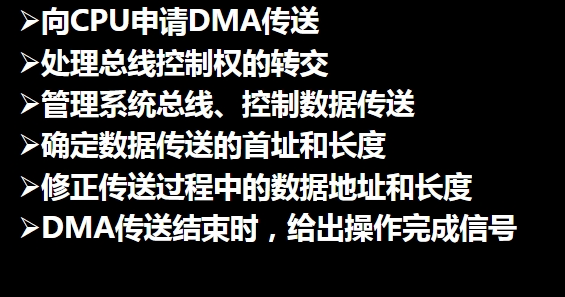 ➢向CPU申请DMA传送
➢处理总线控制权的转交
➢管理系统总线、控制数据传送
➢确定数据传送的首址和长度
➢修正传送过程中的数据地址和长度
➢DMA传送结束时，给出操作完成信号